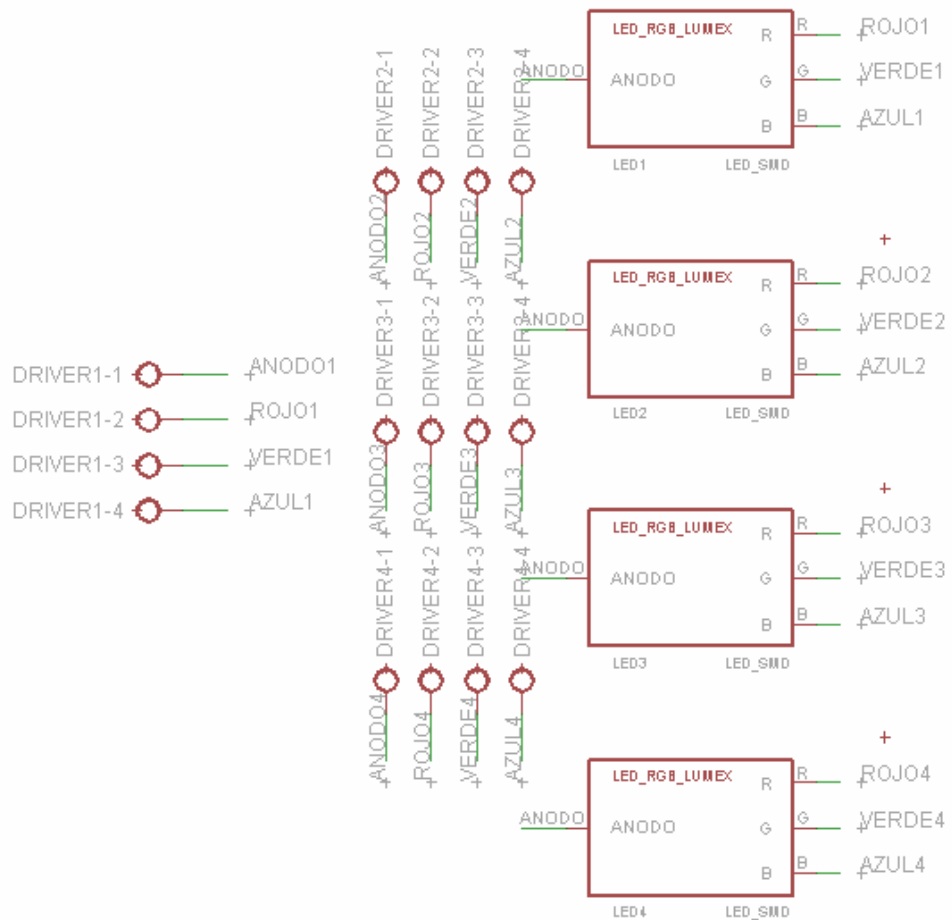 DRIVER1-1
ANODO1
DRIVER1-2
ROJO1
DRIVER1-3
VERDE1
DRIVER1-4
AZUL1
DRIVER2-1
DRIVER2-2
DRIVER2-3
DRIVER2-4
ANODO2
ROJO2
VERDE2
AZUL2
DRIVER3-1
DRIVER3-2
DRIVER3-3
DRIVER3-4
ANODO3
ROJO3
VERDE3
AZUL3
DRIVER4-1
DRIVER4-2
DRIVER4-3
DRIVER4-4
ANODO4
ROJO4
VERDE4
AZUL4
LED_RGB_LUMEX
R R ROJO1
ANODO ANODO G G VERDE1
B B AZUL1
LED1 LED_SMD
LED_RGB_LUMEX
R R ROJO2
ANODO ANODO G G VERDE2
B B AZUL2
LED2 LED_SMD
LED_RGB_LUMEX
R R ROJO3
ANODO ANODO G G VERDE3
B B AZUL3
LED3 LED_SMD
LED_RGB_LUMEX
R R ROJO4
ANODO ANODO G G VERDE4
B B AZUL4
LED4 LED_SMD